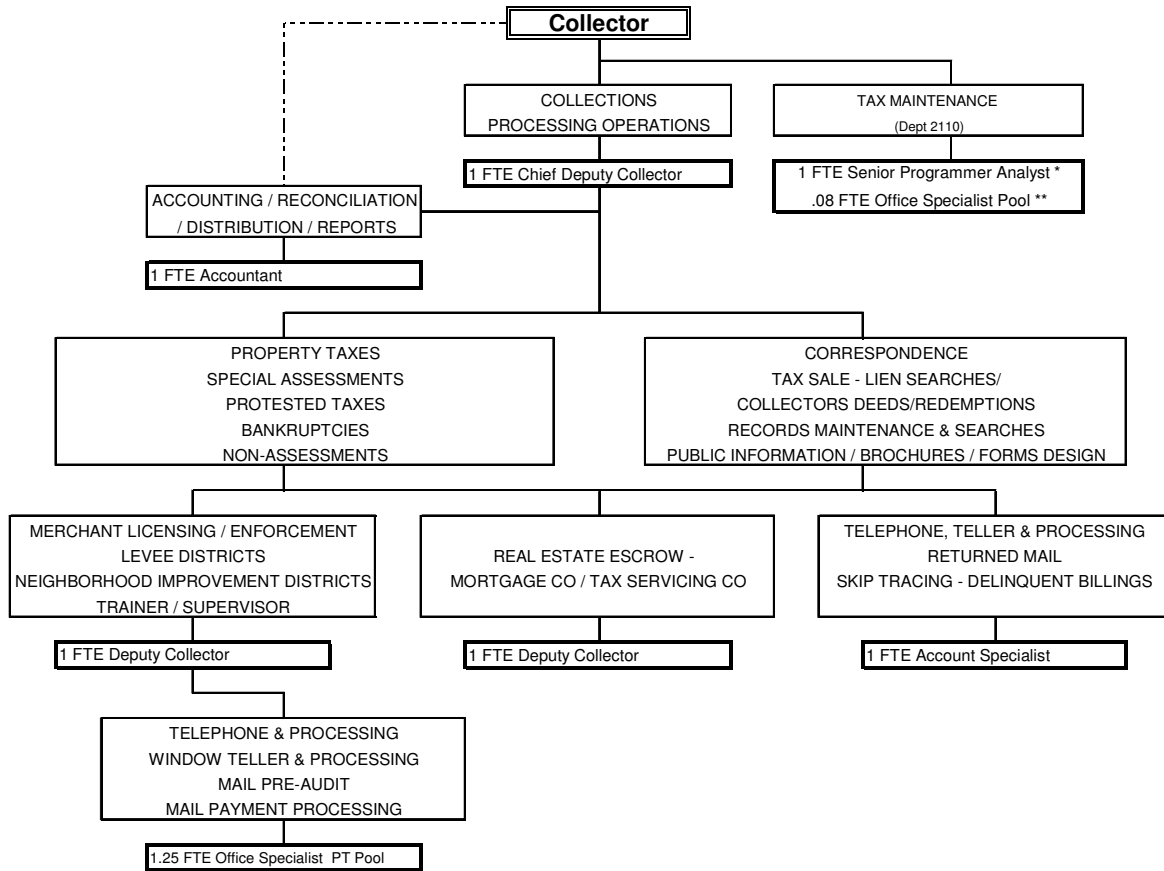 Collector
COLLECTIONS
PROCESSING OPERATIONS
TAX MAINTENANCE
(Dept 2110)
1 FTE Chief Deputy Collector
1 FTE Senior Programmer Analyst *
.08 FTE Office Specialist Pool **
ACCOUNTING / RECONCILIATION
/ DISTRIBUTION / REPORTS
1 FTE Accountant
PROPERTY TAXES
SPECIAL ASSESSMENTS
PROTESTED TAXES
BANKRUPTCIES
NON-ASSESSMENTS
CORRESPONDENCE
TAX SALE - LIEN SEARCHES/
COLLECTORS DEEDS/REDEMPTIONS
RECORDS MAINTENANCE & SEARCHES
PUBLIC INFORMATION / BROCHURES / FORMS DESIGN
MERCHANT LICENSING / ENFORCEMENT
LEVEE DISTRICTS
NEIGHBORHOOD IMPROVEMENT DISTRICTS
TRAINER / SUPERVISOR
REAL ESTATE ESCROW -
MORTGAGE CO / TAX SERVICING CO
TELEPHONE, TELLER & PROCESSING
RETURNED MAIL
SKIP TRACING - DELINQUENT BILLINGS
1 FTE Deputy Collector
1 FTE Deputy Collector
1 FTE Account Specialist
TELEPHONE & PROCESSING
WINDOW TELLER & PROCESSING
MAIL PRE-AUDIT
MAIL PAYMENT PROCESSING
1.25 FTE Office Specialist PT Pool